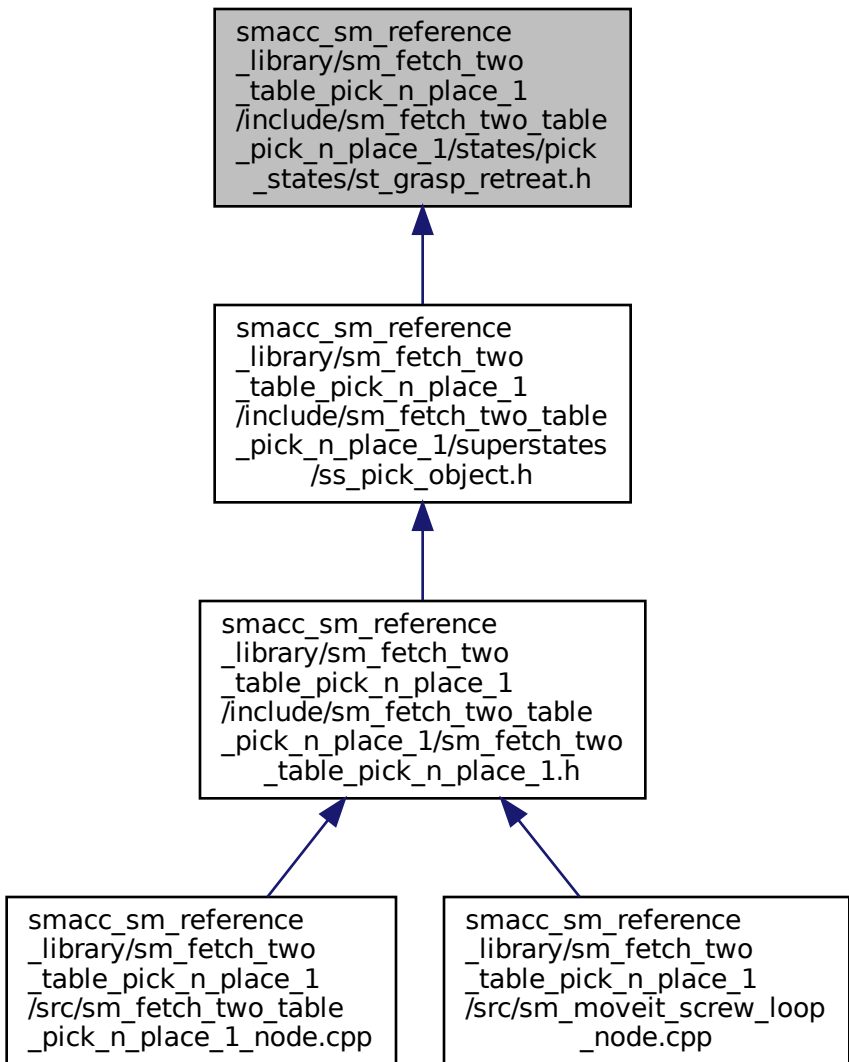 smacc_sm_reference
_library/sm_fetch_two
_table_pick_n_place_1
/include/sm_fetch_two_table
_pick_n_place_1/states/pick
_states/st_grasp_retreat.h
smacc_sm_reference
_library/sm_fetch_two
_table_pick_n_place_1
/include/sm_fetch_two_table
_pick_n_place_1/superstates
/ss_pick_object.h
smacc_sm_reference
_library/sm_fetch_two
_table_pick_n_place_1
/include/sm_fetch_two_table
_pick_n_place_1/sm_fetch_two
_table_pick_n_place_1.h
smacc_sm_reference
_library/sm_fetch_two
_table_pick_n_place_1
/src/sm_fetch_two_table
_pick_n_place_1_node.cpp
smacc_sm_reference
_library/sm_fetch_two
_table_pick_n_place_1
/src/sm_moveit_screw_loop
_node.cpp